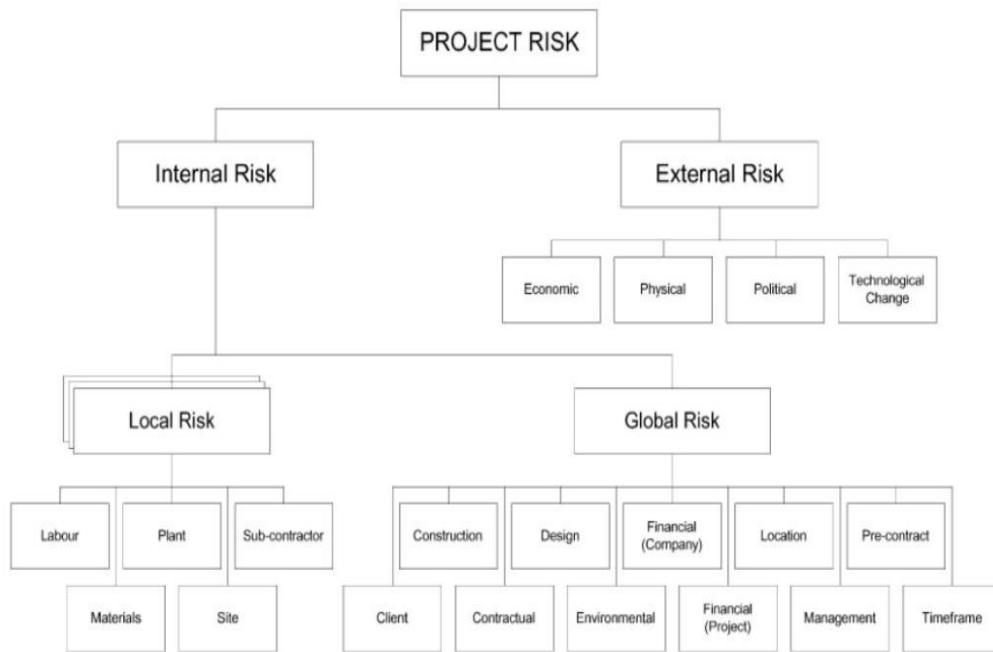 PROJECT RISK
Internal Risk
External Risk
Economic
Physical
Political
Technological
Change
Local Risk
Global Risk
Labour
Plant
Sub-contractor
Construction
Design
Financial
(Company)
Location
Pre-contract
Materials
Site
Client
Contractual
Environmental
Financial
(Project)
Management
Timeframe